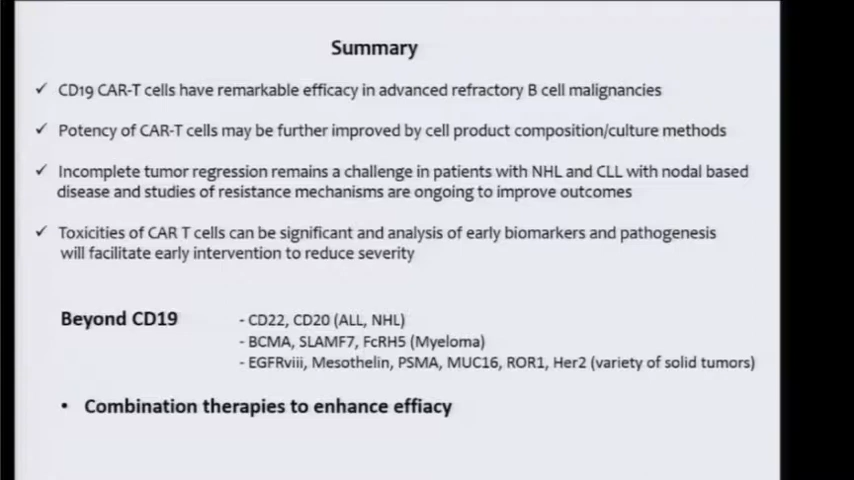 Summary
✓ CD19 CAR-T cells have remarkable efficacy in advanced refractory B cell malignancies
✓ Potency of CAR-T cells may be further improved by cell product composition/culture methods
✓ Incomplete tumor regression remains a challenge in patients with NHL and CLL with nodal based
disease and studies of resistance mechanisms are ongoing to improve outcomes
✓ Toxicities of CAR T cells can be significant and analysis of early biomarkers and pathogenesis
will facilitate early intervention to reduce severity
Beyond CD19 - CD22, CD20 (ALL, NHL)
- BCMA, SLAMF7, FcRH5 (Myeloma)
- EGFRviii, Mesothelin, PSMA, MUC16, ROR1, Her2 (variety of solid tumors)
• Combination therapies to enhance effiacy